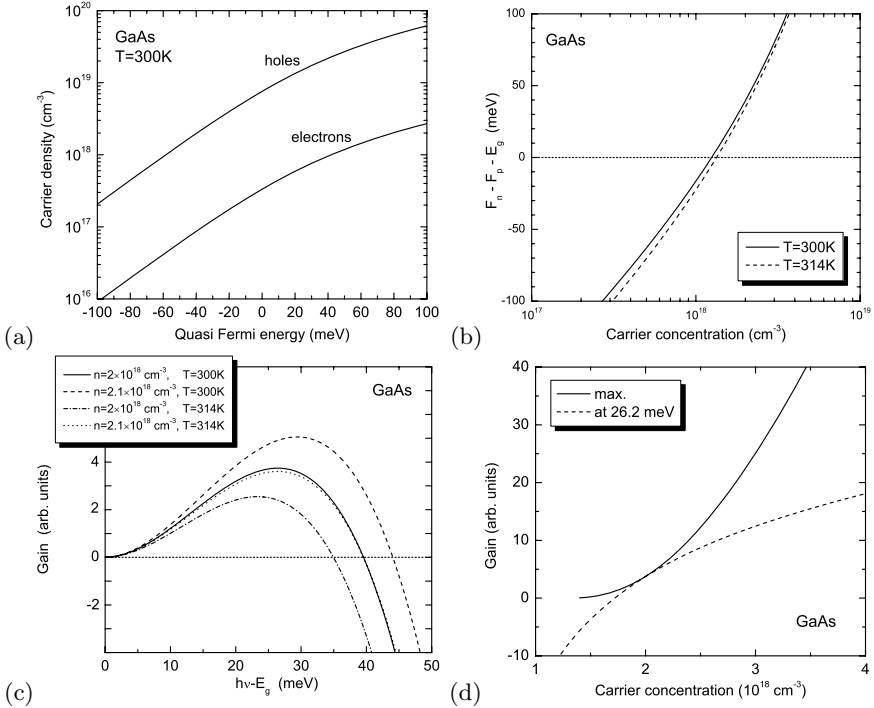 GaAs
T=300K
holes
electrons
10^20
10^19
10^18
10^17
10^16
Carrier density (cm^-3)
-100 -80 -60 -40 -20 0 20 40 60 80 100
Quasi Fermi energy (meV)
(a)
GaAs
100
50
0
-50
-100
F_n - F_p - E_g (meV)
T=300K
T=314K
10^17 10^18 10^19
Carrier concentration (cm^-3)
(b)
n=2×10^18 cm^-3, T=300K
n=2.1×10^18 cm^-3, T=300K
n=2×10^18 cm^-3, T=314K
n=2.1×10^18 cm^-3, T=314K
GaAs
4
2
0
-2
Gain (arb. units)
0 10 20 30 40 50
hν-E_g (meV)
(c)
max.
at 26.2 meV
40
30
20
10
0
-10
Gain (arb. units)
GaAs
1 2 3 4
Carrier concentration (10^18 cm^-3)
(d)